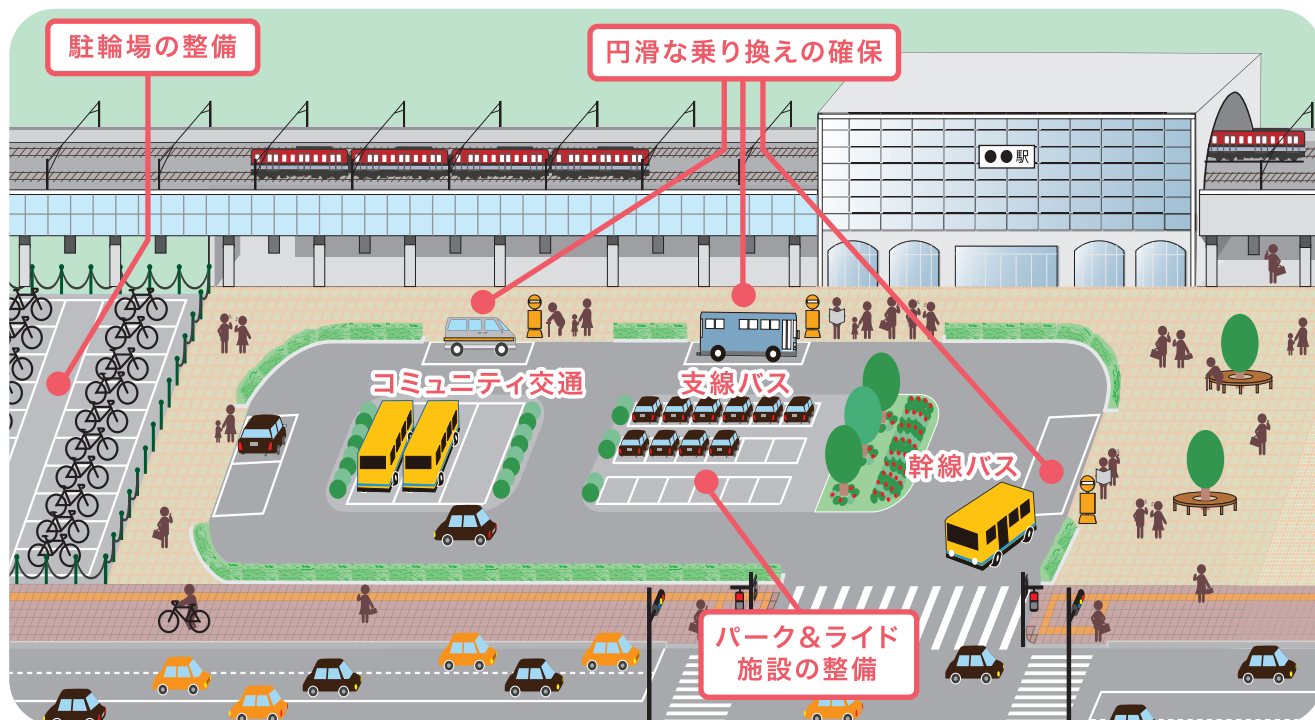 駐輪場の整備
円滑な乗り換えの確保
●●駅
コミュニティ交通
支線バス
幹線バス
パーク&ライド
施設の整備